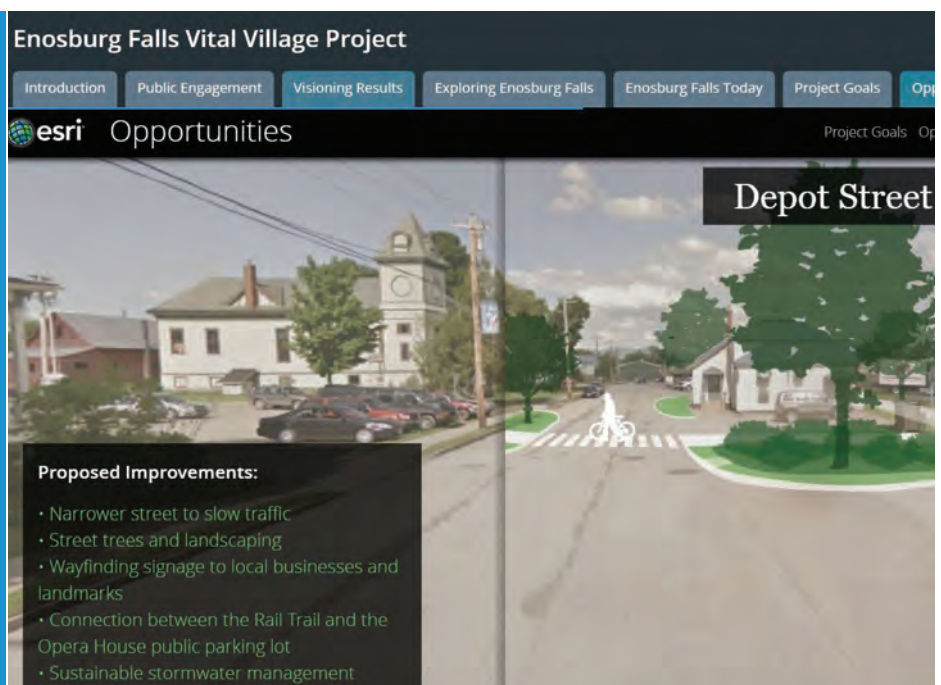 Enosburg Falls Vital Village Project
Introduction Public Engagement Visioning Results Exploring Enosburg Falls Enosburg Falls Today Project Goals Opp
esri Opportunities Project Goals Op
Depot Street
Proposed Improvements:
• Narrower street to slow traffic
• Street trees and landscaping
• Wayfinding signage to local businesses and
landmarks
• Connection between the Rail Trail and the
Opera House public parking lot
• Sustainable stormwater management